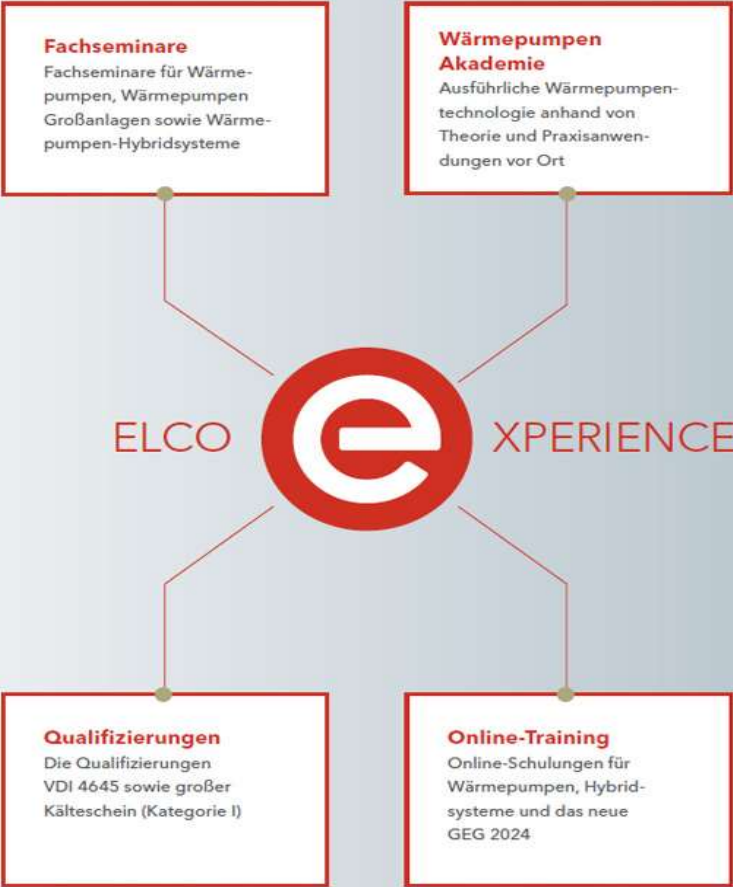 Fachseminare
Fachseminare für Wärme-
pumpen, Wärmepumpen
Großanlagen sowie Wärme-
pumpen-Hybridsysteme
Wärmepumpen
Akademie
Ausführliche Wärmepumpen-
technologie anhand von
Theorie und Praxisanwen-
dungen vor Ort
ELCO e XPERIENCE
Qualifizierungen
Die Qualifizierungen
VDI 4645 sowie großer
Kälteschein (Kategorie I)
Online-Training
Online-Schulungen für
Wärmepumpen, Hybrid-
systeme und das neue
GEG 2024